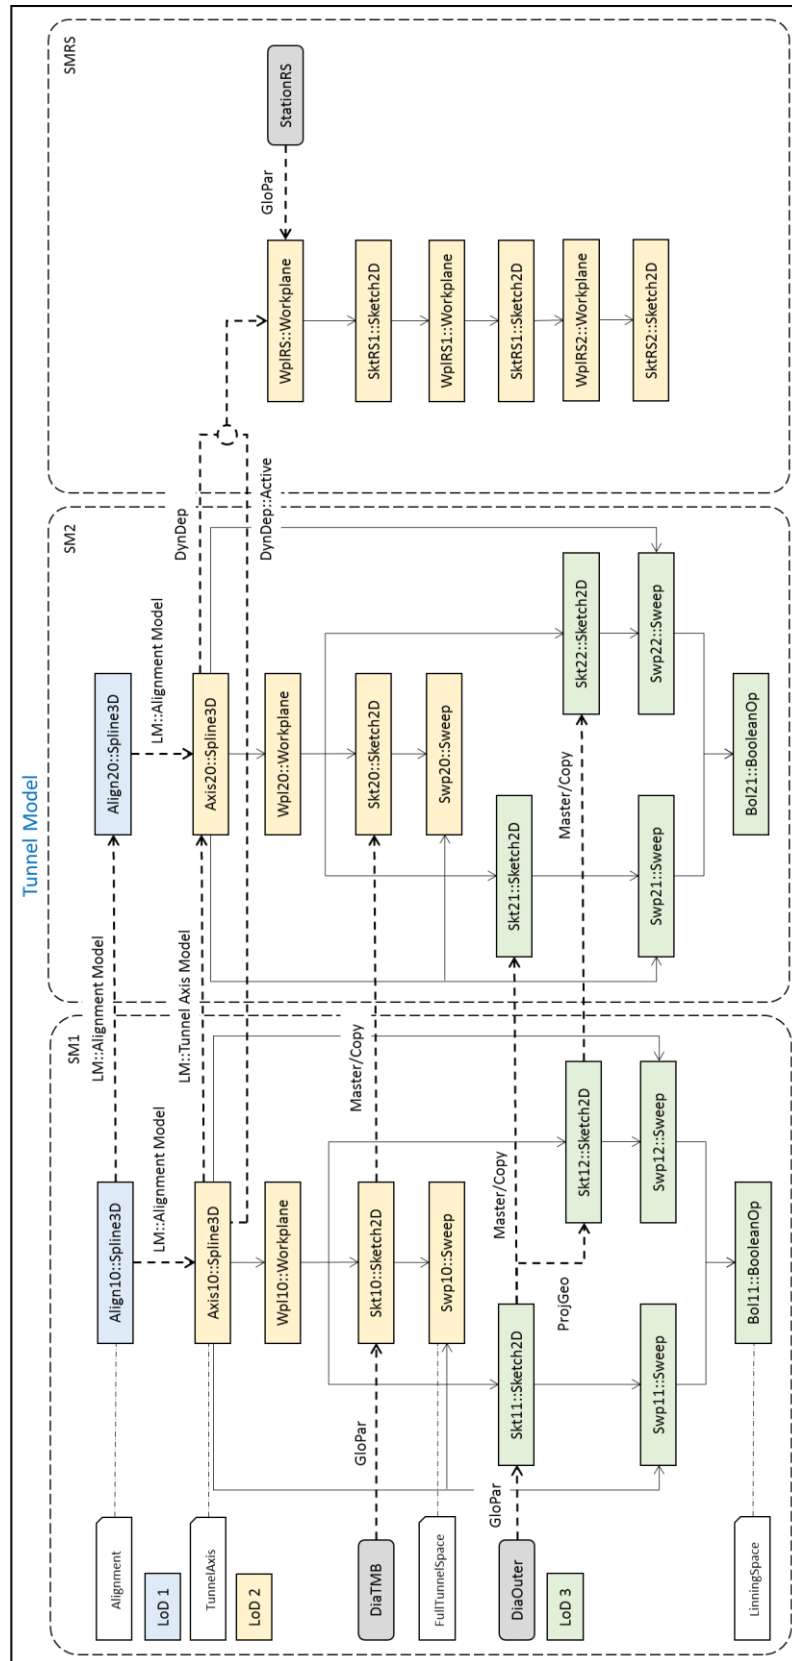 Tunnel Model
SM1
Alignment
Align10::Spline3D
LM::Alignment Model
LM::Alignment Model
LoD 1
TunnelAxis
Axis10::Spline3D
LM::Tunnel Axis Model
LoD 2
Wpl10::Workplane
DiaTMB
GloPar
Skt10::Sketch2D
Master/Copy
FullTunnelSpace
Swp10::Sweep
DiaOuter
GloPar
Skt11::Sketch2D
Master/Copy
LoD 3
ProjGeo
Skt12::Sketch2D
Master/Copy
Swp11::Sweep
Swp12::Sweep
LinningSpace
Bol11::BooleanOp
SM2
Align20::Spline3D
LM::Alignment Model
Axis20::Spline3D
DynDep
DynDep::Active
Wpl20::Workplane
Skt20::Sketch2D
Swp20::Sweep
Skt21::Sketch2D
Skt22::Sketch2D
Swp21::Sweep
Swp22::Sweep
Bol21::BooleanOp
SMRS
StationRS
GloPar
WplRS::Workplane
SktRS1::Sketch2D
WplRS1::Workplane
SktRS1::Sketch2D
WplRS2::Workplane
SktRS2::Sketch2D